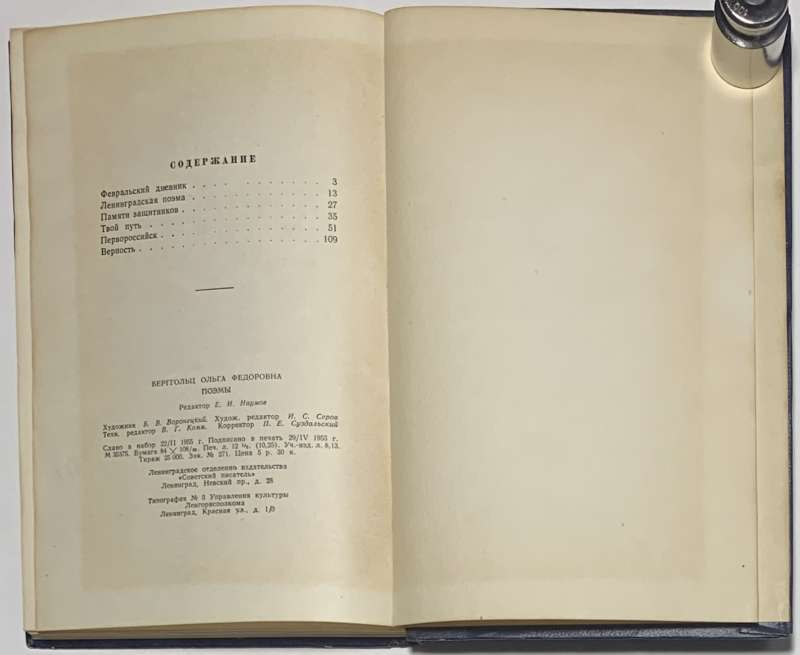 СОДЕРЖАНИЕ
Февральский дневник . . . . . . . . . . . 3
Ленинградская поэма . . . . . . . . . . . 13
Памяти защитников . . . . . . . . . . . 27
Твой путь . . . . . . . . . . . . . . 35
Первороссийск . . . . . . . . . . . . . 51
Верность . . . . . . . . . . . . . . 109
БЕРГГОЛЬЦ ОЛЬГА ФЕДОРОВНА
ПОЭМЫ
Редактор Е. И. Наумов
Художник Б. В. Воронецкий. Худож. редактор И. С. Серов
Техн. редактор В. Г. Комм. Корректор П. Е. Суздальский
Сдано в набор 22/II 1955 г. Подписано в печать 29/IV 1955 г.
М 35575. Бумага 84 × 108/32. Печ. л. 12 ½. (10,25). Уч.-изд. л. 8,13.
Тираж 25 000. Зак. № 271. Цена 5 р. 30 к.
Ленинградское отделение издательства
«Советский писатель»
Ленинград, Невский пр., д. 28
Типография № 3 Управления культуры
Ленгорисполкома
Ленинград, Красная ул., д. 1/3